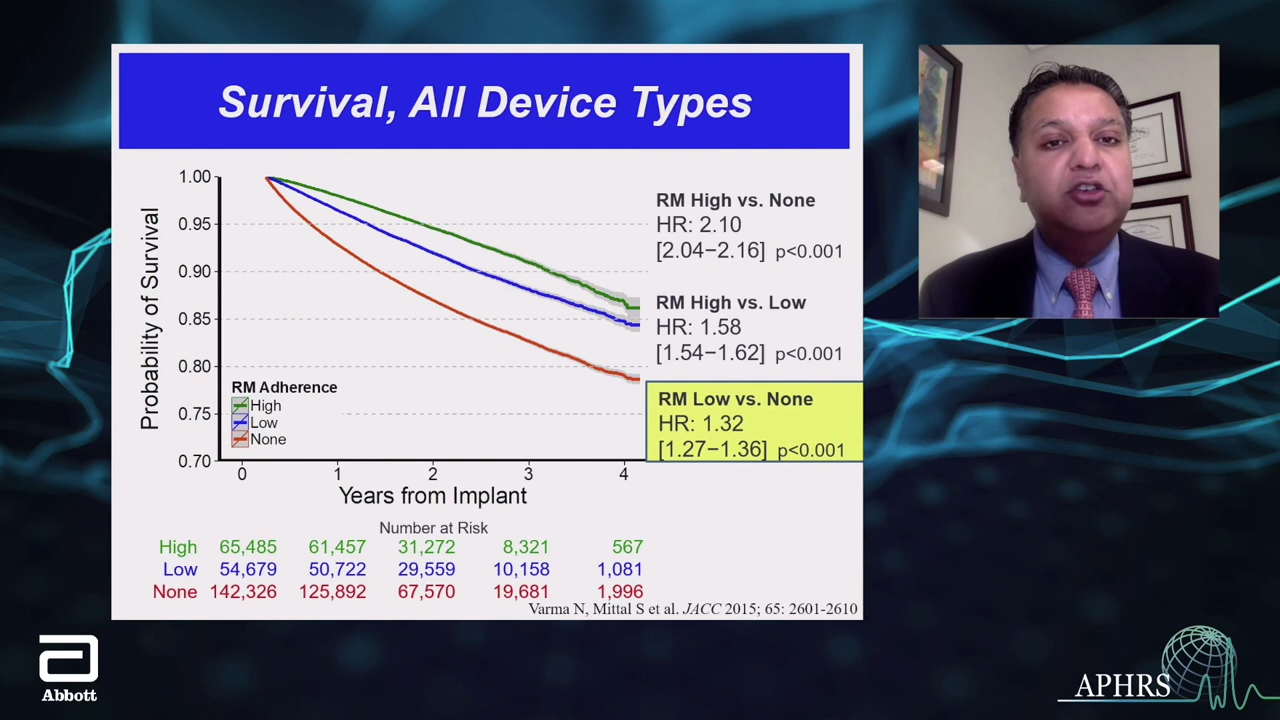 Survival, All Device Types
Probability of Survival
1.00
0.95
0.90
0.85
0.80
0.75
0.70
RM Adherence
High
Low
None
0 1 2 3 4
Years from Implant
RM High vs. None
HR: 2.10
[2.04–2.16] p<0.001
RM High vs. Low
HR: 1.58
[1.54–1.62] p<0.001
RM Low vs. None
HR: 1.32
[1.27–1.36] p<0.001
Number at Risk
High 65,485 61,457 31,272 8,321 567
Low 54,679 50,722 29,559 10,158 1,081
None 142,326 125,892 67,570 19,681 1,996
Varma N, Mittal S et al. JACC 2015; 65: 2601-2610
Abbott
APHRS